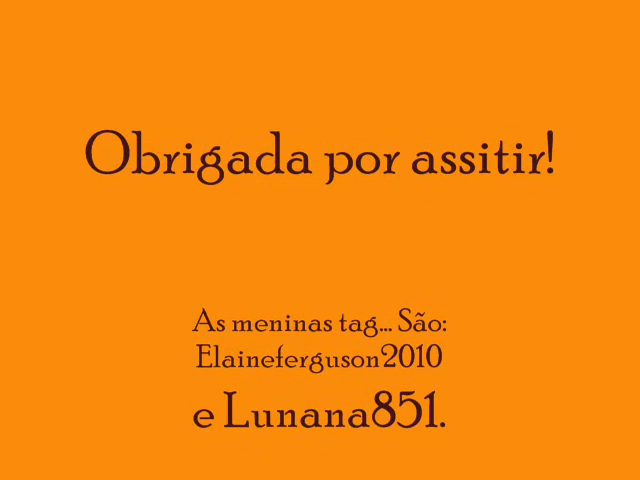 Obrigada por assitir!
As meninas tag... São:
Elaineferguson2010
e Lunana851.